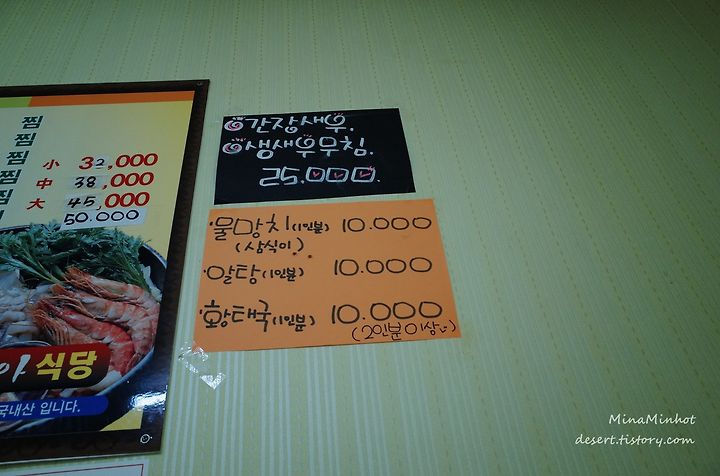 찜
찜
찜 小 32,000
찜 中 38,000
찜 大 45,000
50.000
야식당
국내산 입니다.
간장새우.
생새우무침.
25.000.
물망치(1인분) 10.000
(삼식이)
알탕(1인분) 10.000
황태국(1인분) 10.000
(2인분이상)
MinaMinhot
desert.tistory.com